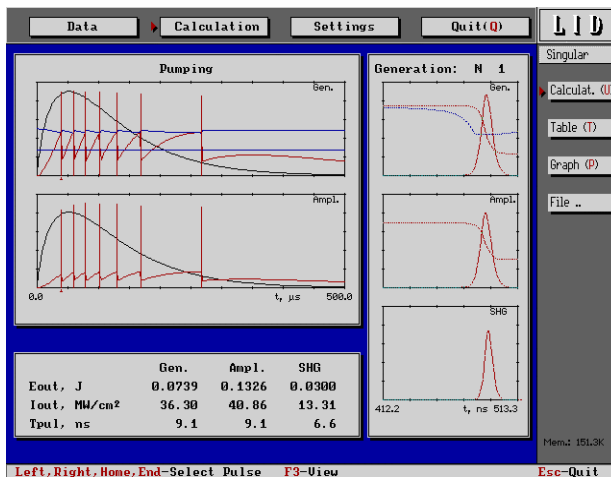 Data Calculation Settings Quit(Q)
LID
Singular
Calculat.
Table (T)
Graph (P)
File ..
Mem.: 151.3K
Pumping
Gen.
Ampl.
0.0 t, μs 500.0
Generation: N 1
Gen.
Ampl.
SHG
412.2 t, ns 513.3
Gen. Ampl. SHG
Eout, J 0.0739 0.1326 0.0300
Iout, MW/cm² 36.30 40.86 13.31
Tpul, ns 9.1 9.1 6.6
Left,Right,Home,End-Select Pulse F3-View Esc-Quit